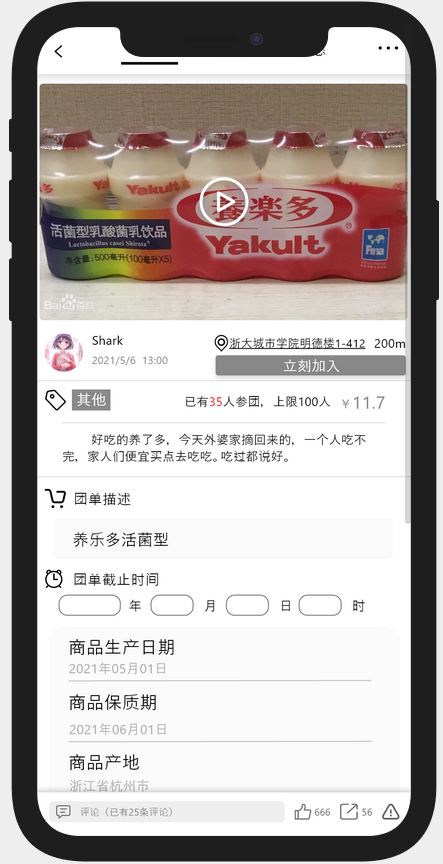 Yakult
养楽多
Yakult
活菌型乳酸菌乳饮品
Lactobacillus casei Shirota
净含量:500毫升(100毫升X5)
Fina
Bai百科
Shark
浙大城市学院明德楼1-412 200m
2021/5/6 13:00
立刻加入
其他
已有35人参团，上限100人
￥11.7
好吃的养了多，今天外婆家摘回来的，一个人吃不
完，家人们便宜买点去吃吃。吃过都说好。
团单描述
养乐多活菌型
团单截止时间
年 月 日 时
商品生产日期
2021年05月01日
商品保质期
2021年06月01日
商品产地
浙江省杭州市
评论（已有25条评论）
666
56